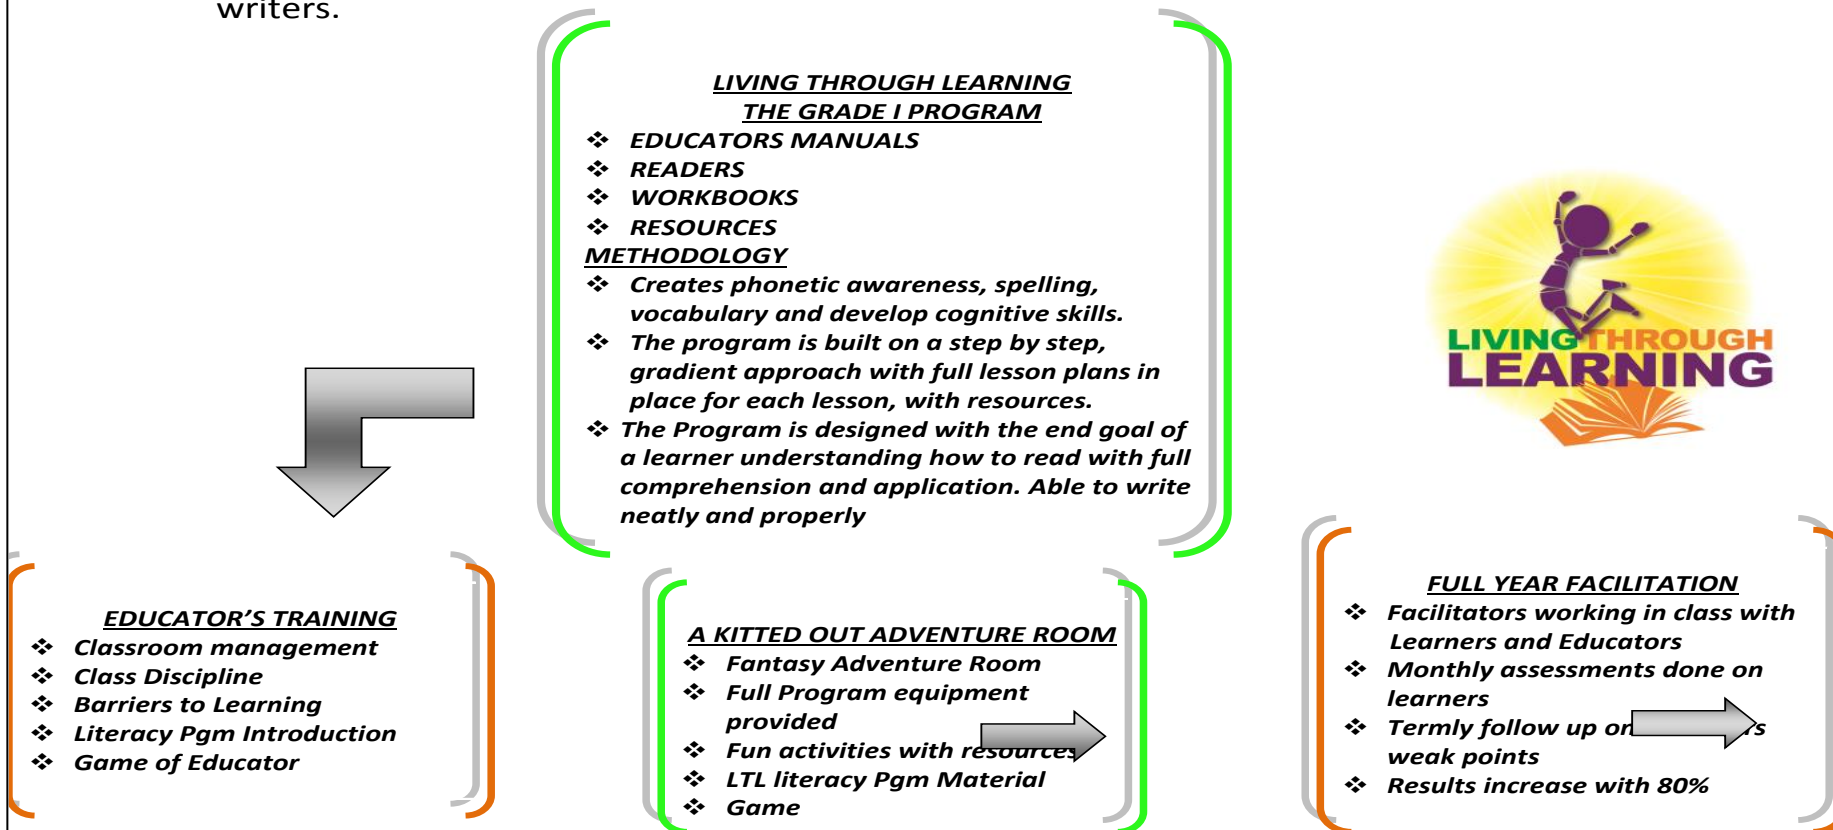 writers.
LIVING THROUGH LEARNING
THE GRADE I PROGRAM
❖ EDUCATORS MANUALS
❖ READERS
❖ WORKBOOKS
❖ RESOURCES
METHODOLOGY
❖ Creates phonetic awareness, spelling,
vocabulary and develop cognitive skills.
❖ The program is built on a step by step,
gradient approach with full lesson plans in
place for each lesson, with resources.
❖ The Program is designed with the end goal of
a learner understanding how to read with full
comprehension and application. Able to write
neatly and properly
LIVING THROUGH
LEARNING
EDUCATOR’S TRAINING
❖ Classroom management
❖ Class Discipline
❖ Barriers to Learning
❖ Literacy Pgm Introduction
❖ Game of Educator
A KITTED OUT ADVENTURE ROOM
❖ Fantasy Adventure Room
❖ Full Program equipment
provided
❖ Fun activities with resources
❖ LTL literacy Pgm Material
❖ Game
FULL YEAR FACILITATION
❖ Facilitators working in class with
Learners and Educators
❖ Monthly assessments done on
learners
❖ Termly follow up on
weak points
❖ Results increase with 80%